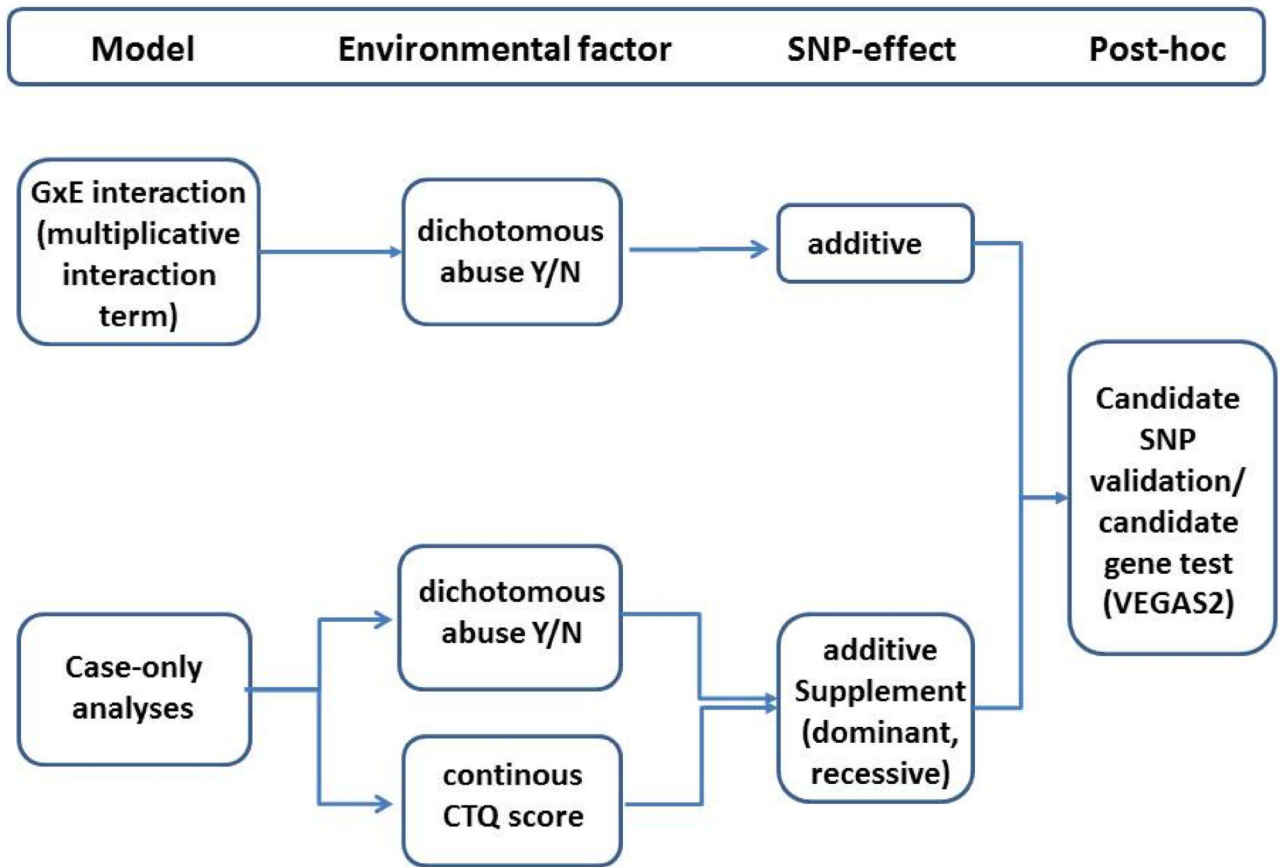 Model Environmental factor SNP-effect Post-hoc
GxE interaction
(multiplicative
interaction
term)
dichotomous
abuse Y/N
additive
Candidate
SNP
validation/
candidate
gene test
(VEGAS2)
Case-only
analyses
dichotomous
abuse Y/N
continous
CTQ score
additive
Supplement
(dominant,
recessive)